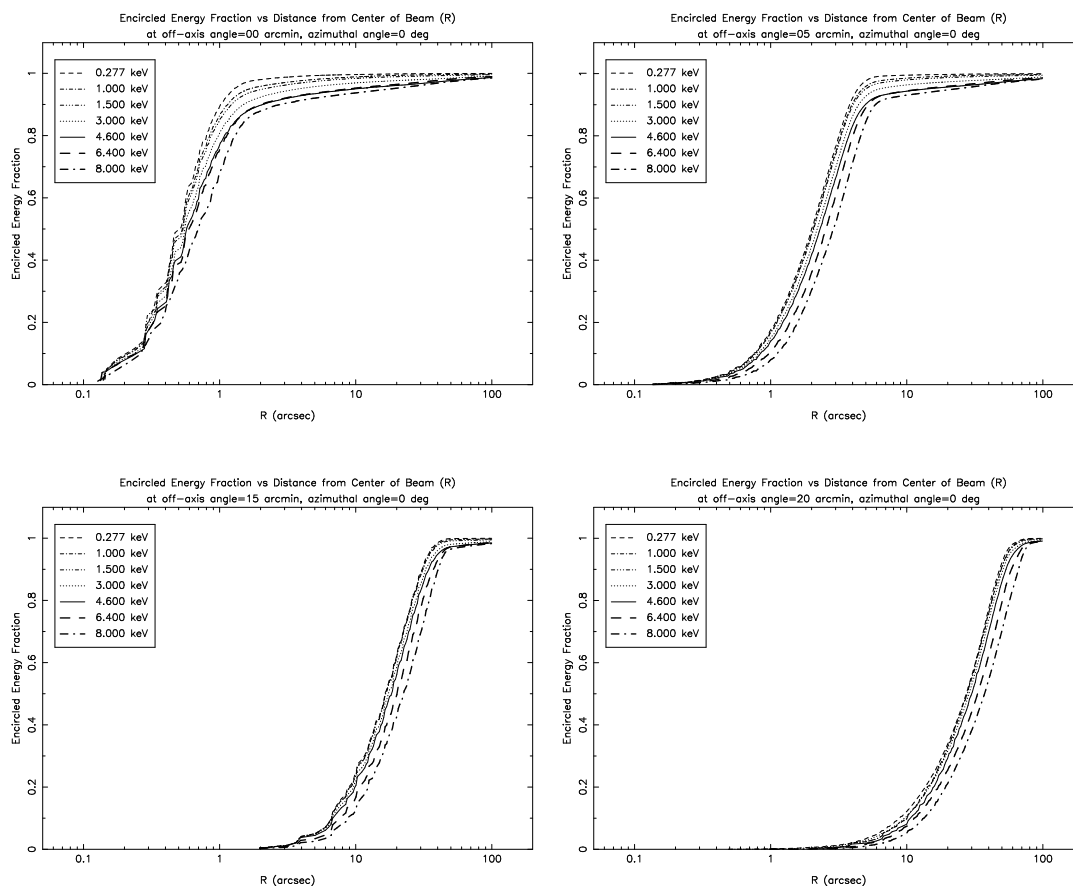 Encircled Energy Fraction vs Distance from Center of Beam (R)
at off-axis angle=00 arcmin, azimuthal angle=0 deg
Encircled Energy Fraction
1
0.8
0.6
0.4
0.2
0
0.277 keV
1.000 keV
1.500 keV
3.000 keV
4.600 keV
6.400 keV
8.000 keV
0.1 1 10 100
R (arcsec)
Encircled Energy Fraction vs Distance from Center of Beam (R)
at off-axis angle=05 arcmin, azimuthal angle=0 deg
Encircled Energy Fraction
1
0.8
0.6
0.4
0.2
0
0.277 keV
1.000 keV
1.500 keV
3.000 keV
4.600 keV
6.400 keV
8.000 keV
0.1 1 10 100
R (arcsec)
Encircled Energy Fraction vs Distance from Center of Beam (R)
at off-axis angle=15 arcmin, azimuthal angle=0 deg
Encircled Energy Fraction
1
0.8
0.6
0.4
0.2
0
0.277 keV
1.000 keV
1.500 keV
3.000 keV
4.600 keV
6.400 keV
8.000 keV
0.1 1 10 100
R (arcsec)
Encircled Energy Fraction vs Distance from Center of Beam (R)
at off-axis angle=20 arcmin, azimuthal angle=0 deg
Encircled Energy Fraction
1
0.8
0.6
0.4
0.2
0
0.277 keV
1.000 keV
1.500 keV
3.000 keV
4.600 keV
6.400 keV
8.000 keV
0.1 1 10 100
R (arcsec)